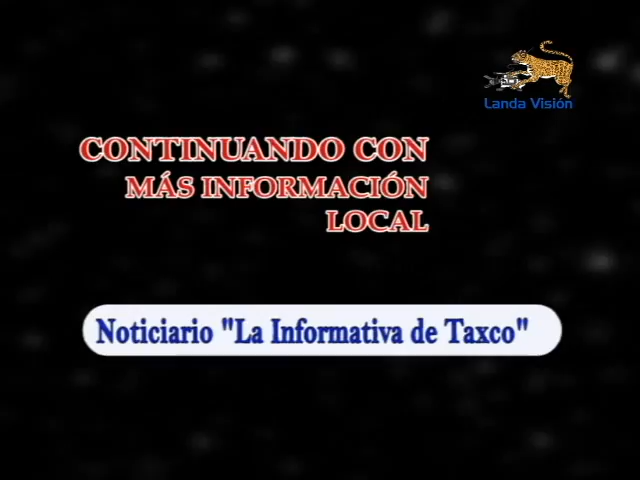 Landa Visión
CONTINUANDO CON
MÁS INFORMACIÓN
LOCAL
Noticiario "La Informativa de Taxco"